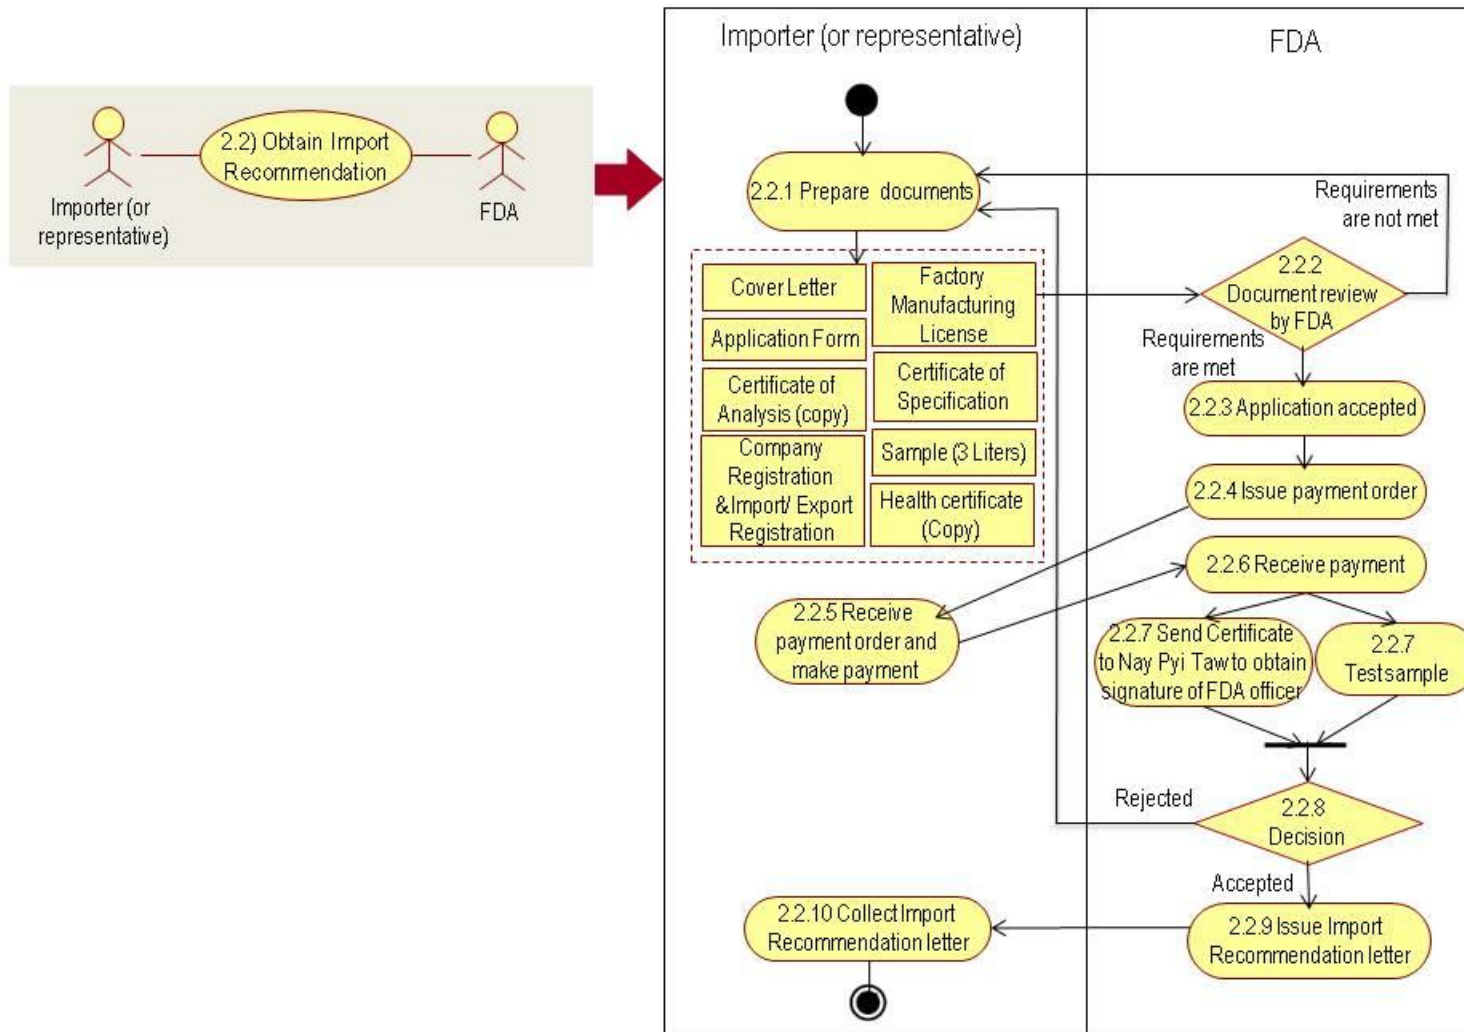 2.2) Obtain Import
Recommendation
Importer (or
representative)
FDA
Importer (or representative)
FDA
2.2.1 Prepare documents
Requirements
are not met
Cover Letter
Application Form
Certificate of
Analysis (copy)
Company
Registration
&Import/ Export
Registration
Factory
Manufacturing
License
Certificate of
Specification
Sample (3 Liters)
Health certificate
(Copy)
2.2.2
Document review
by FDA
Requirements
are met
2.2.3 Application accepted
2.2.4 Issue payment order
2.2.5 Receive
payment order and
make payment
2.2.6 Receive payment
2.2.7 Send Certificate
to Nay Pyi Taw to obtain
signature of FDA officer
2.2.7
Test sample
Rejected
2.2.8
Decision
Accepted
2.2.9 Issue Import
Recommendation letter
2.2.10 Collect Import
Recommendation letter